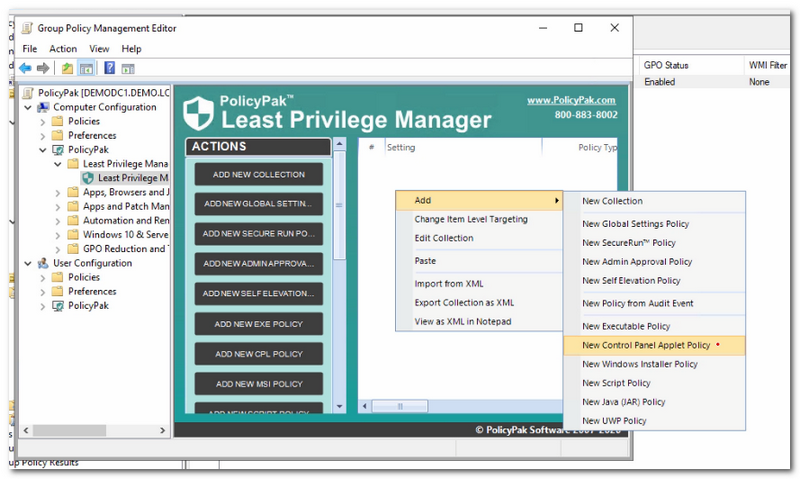 Group Policy Management Editor
File Action View Help
PolicyPak [DEMODC1.DEMO.LC
Computer Configuration
Policies
Preferences
PolicyPak
Least Privilege Mana
Least Privilege M
Apps, Browsers and J
Apps and Patch Man
Automation and Ren
Windows 10 & Serve
GPO Reduction and T
User Configuration
Policies
Preferences
PolicyPak
PolicyPak™
Least Privilege Manager
www.PolicyPak.com
800-883-8002
ACTIONS
ADD NEW COLLECTION
ADD NEW GLOBAL SETTIN...
ADD NEW SECURE RUN PO...
ADD NEW ADMIN APPROVA...
ADD NEW SELF ELEVATION...
ADD NEW EXE POLICY
ADD NEW CPL POLICY
ADD NEW MSI POLICY
ADD NEW SCRIPT POLICY
# Setting Policy Typ
Add
Change Item Level Targeting
Edit Collection
Paste
Import from XML
Export Collection as XML
View as XML in Notepad
New Collection
New Global Settings Policy
New SecureRun™ Policy
New Admin Approval Policy
New Self Elevation Policy
New Policy from Audit Event
New Executable Policy
New Control Panel Applet Policy
New Windows Installer Policy
New Script Policy
New Java (JAR) Policy
New UWP Policy
© PolicyPak Software 2007-2020
GPO Status WMI Filter
Enabled None
up Policy Results